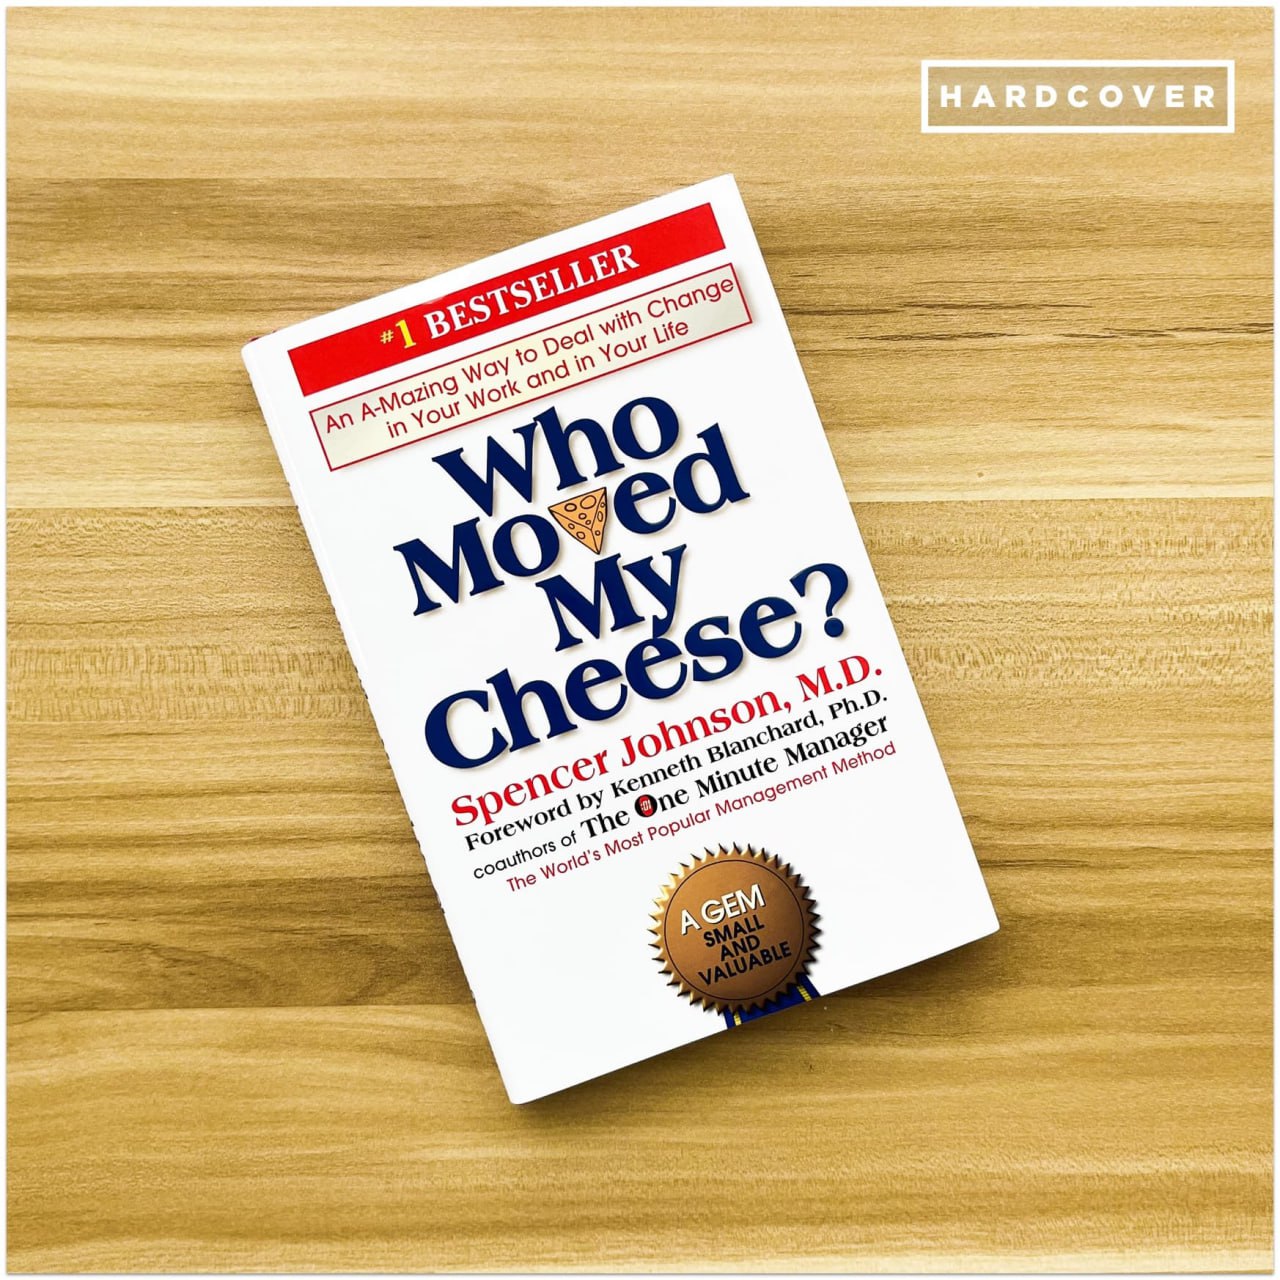 HARDCOVER
#1 BESTSELLER
An A-Mazing Way to Deal with Change
in Your Work and in Your Life
Who
Moved
My
Cheese?
Spencer Johnson, M.D.
Foreword by Kenneth Blanchard, Ph.D.
coauthors of The One Minute Manager
The World's Most Popular Management Method
A GEM
SMALL
AND
VALUABLE